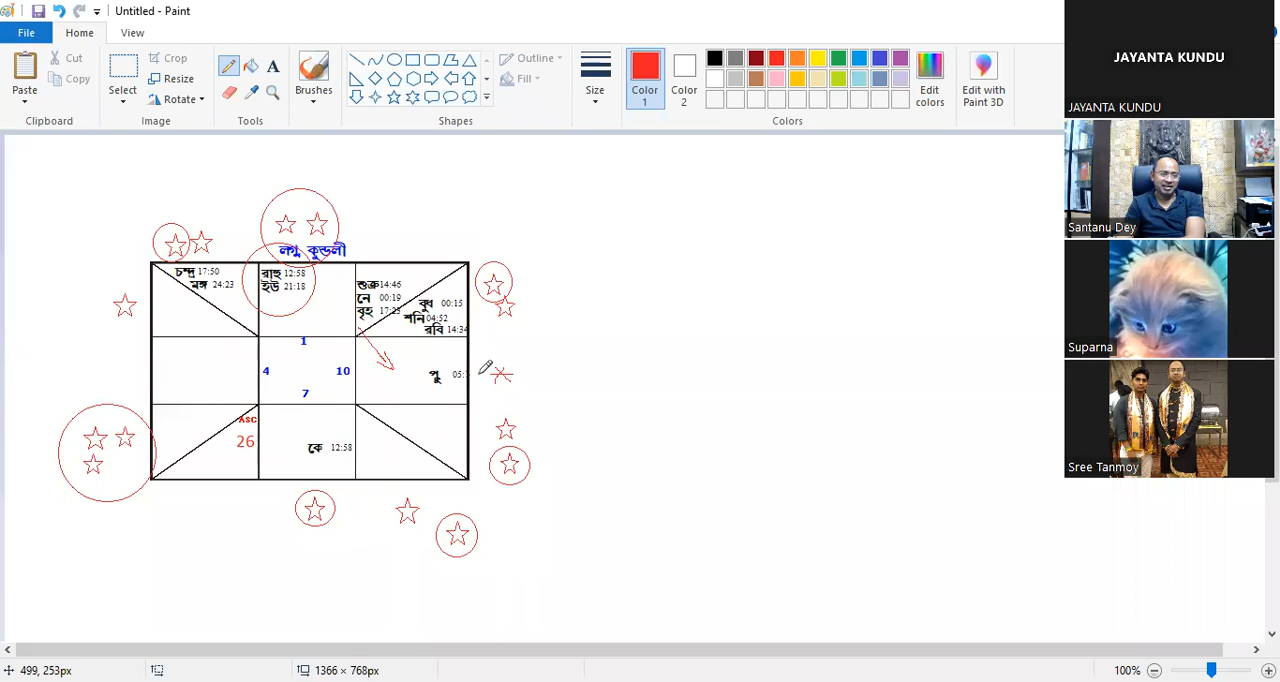 Untitled - Paint
File
Home
View
Paste
Cut
Copy
Clipboard
Select
Crop
Resize
Rotate
Image
Tools
Brushes
Shapes
Outline
Fill
Size
Color 1
Color 2
Edit colors
Edit with Paint 3D
Colors
JAYANTA KUNDU
JAYANTA KUNDU
Santanu Dey
Suparna
Sree Tanmoy
লগ্ন কুন্ডলী
চন্দ্র 17:50
মঙ্গ 24:23
রাহু 12:58
ইউ 21:18
শুক্র 14:46
নে 00:19
বৃহ 17:25
বুধ 00:15
শনি 04:52
রবি 14:34
1
4 10
7
পু 05:
Asc
26
কে 12:58
499, 253px
1366 × 768px
100%